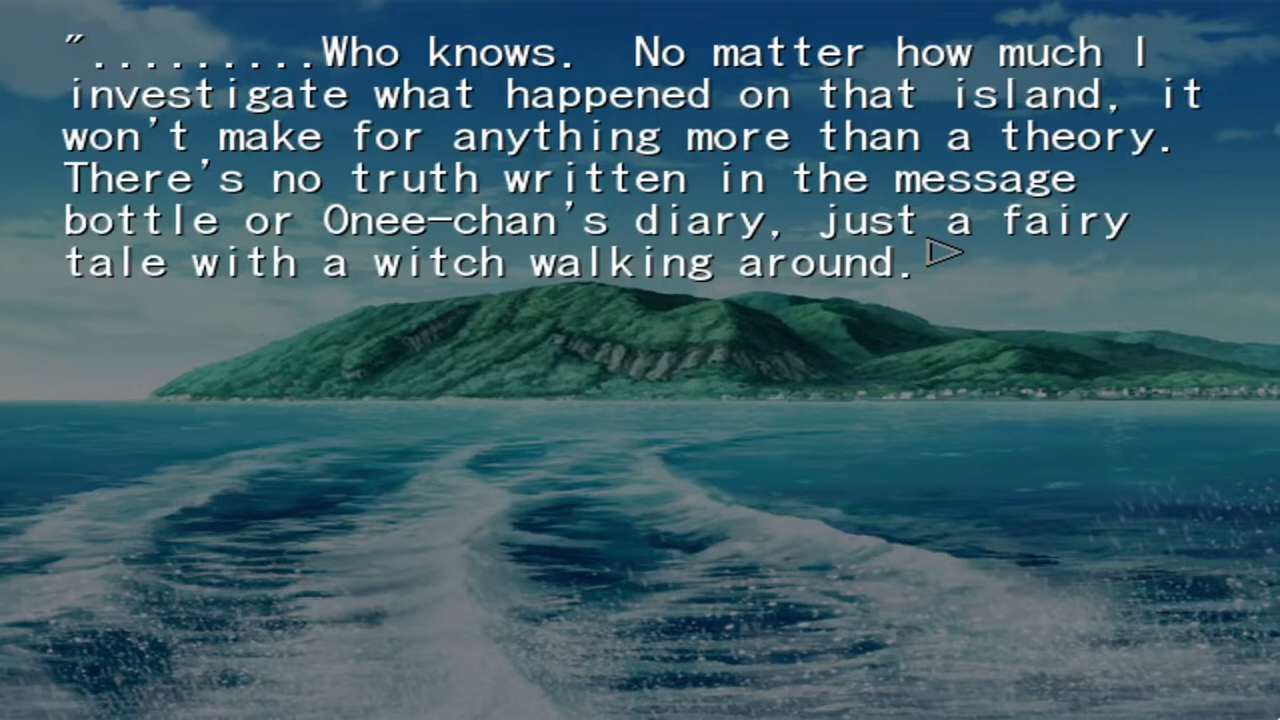 ".........Who knows.  No matter how much I
investigate what happened on that island, it
won't make for anything more than a theory.
There's no truth written in the message
bottle or Onee-chan's diary, just a fairy
tale with a witch walking around.